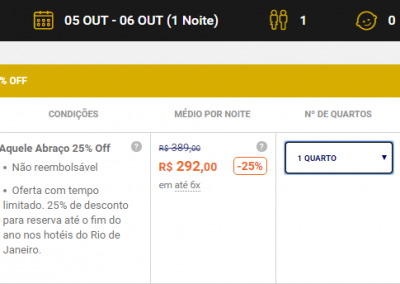 05 OUT - 06 OUT (1 Noite) 1 0
% OFF
CONDIÇÕES MÉDIO POR NOITE Nº DE QUARTOS
Aquele Abraço 25% Off ?
• Não reembolsável
• Oferta com tempo
limitado. 25% de desconto
para reserva até o fim do
ano nos hotéis do Rio de
Janeiro.
R$ 389,00 ?
R$ 292,00 -25%
em até 6x
1 QUARTO